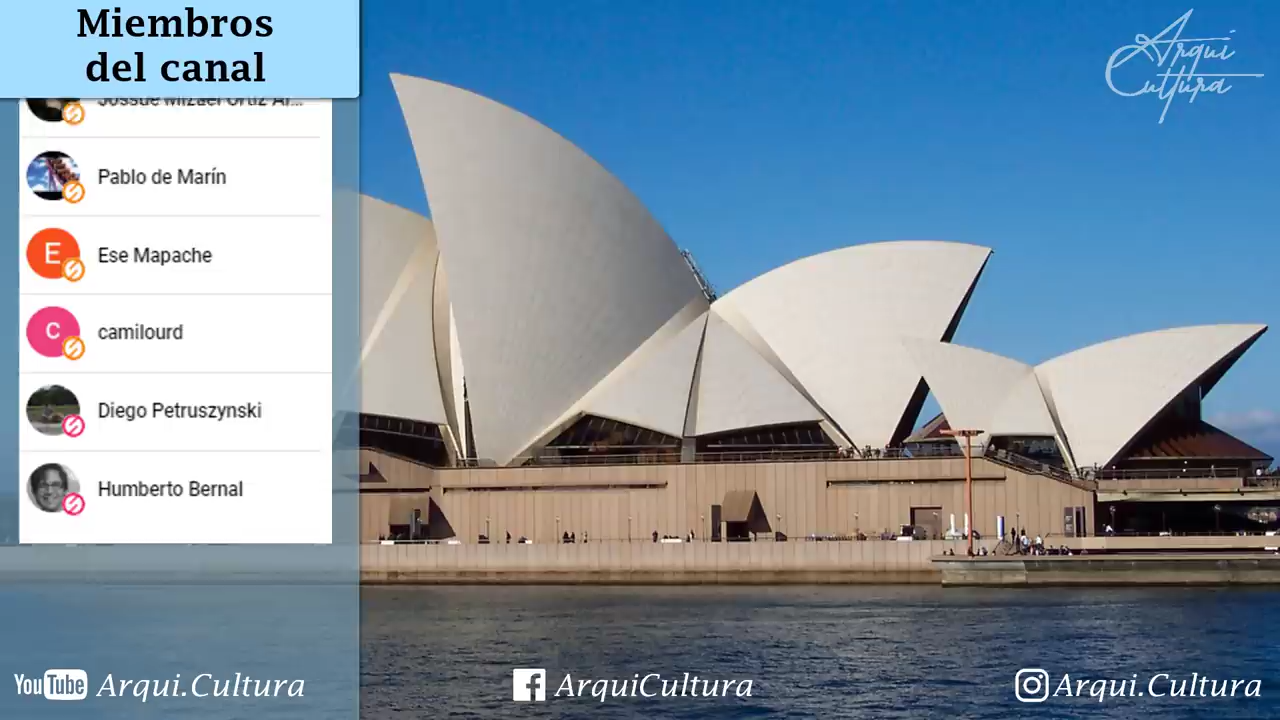 Miembros
del canal
Pablo de Marín
E
Ese Mapache
C
camilourd
Diego Petruszynski
Humberto Bernal
Arqui
Cultura
YouTube Arqui.Cultura
ArquiCultura
Arqui.Cultura